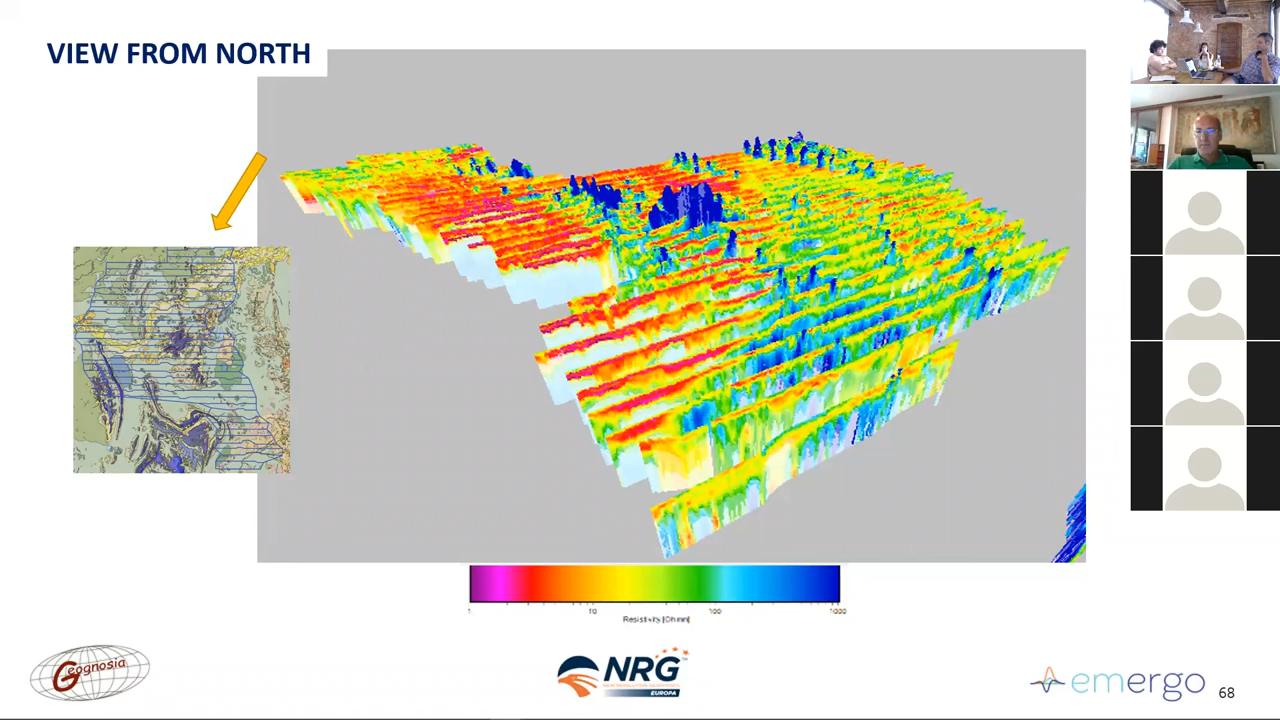 VIEW FROM NORTH
1
10
100
1000
Resistivity [Ohmm]
Geognosia
NRG
EUROPA
emergo
68